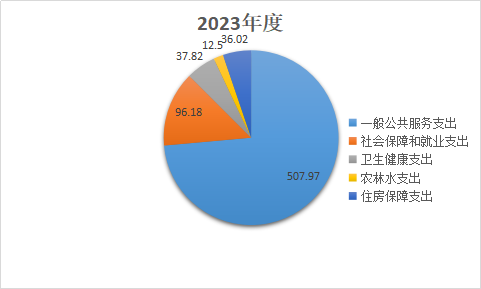 2023年度
36.02
12.5
37.82
96.18
507.97
一般公共服务支出
社会保障和就业支出
卫生健康支出
农林水支出
住房保障支出